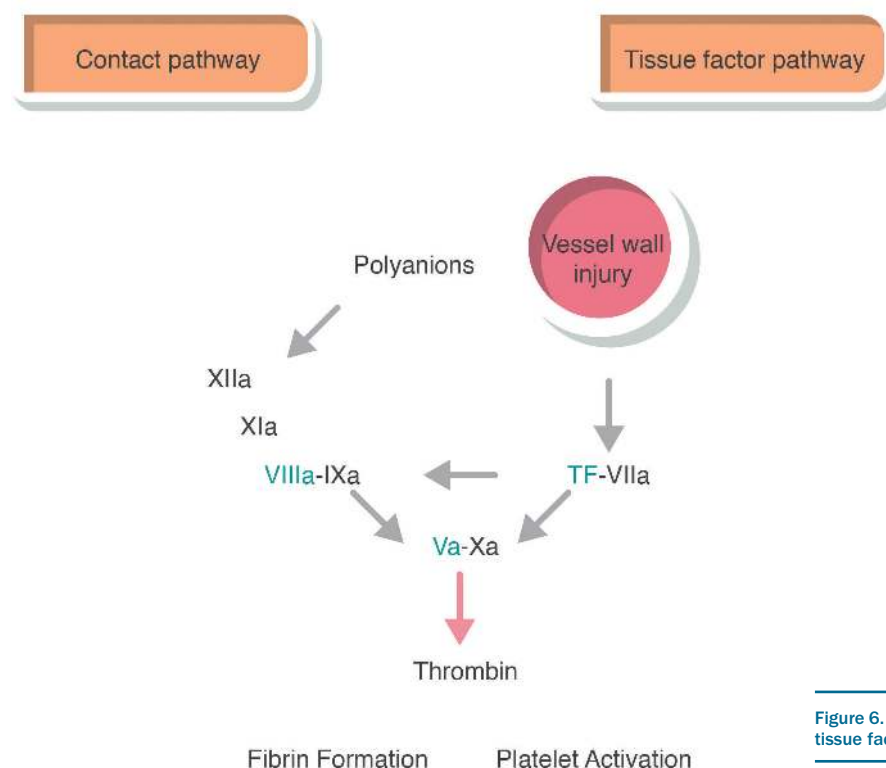 Contact pathway
Tissue factor pathway
Vessel wall
injury
Polyanions
XIIa
XIa
VIIIa-IXa
TF-VIIa
Va-Xa
Thrombin
Figure 6.
tissue
Fibrin Formation
Platelet Activation